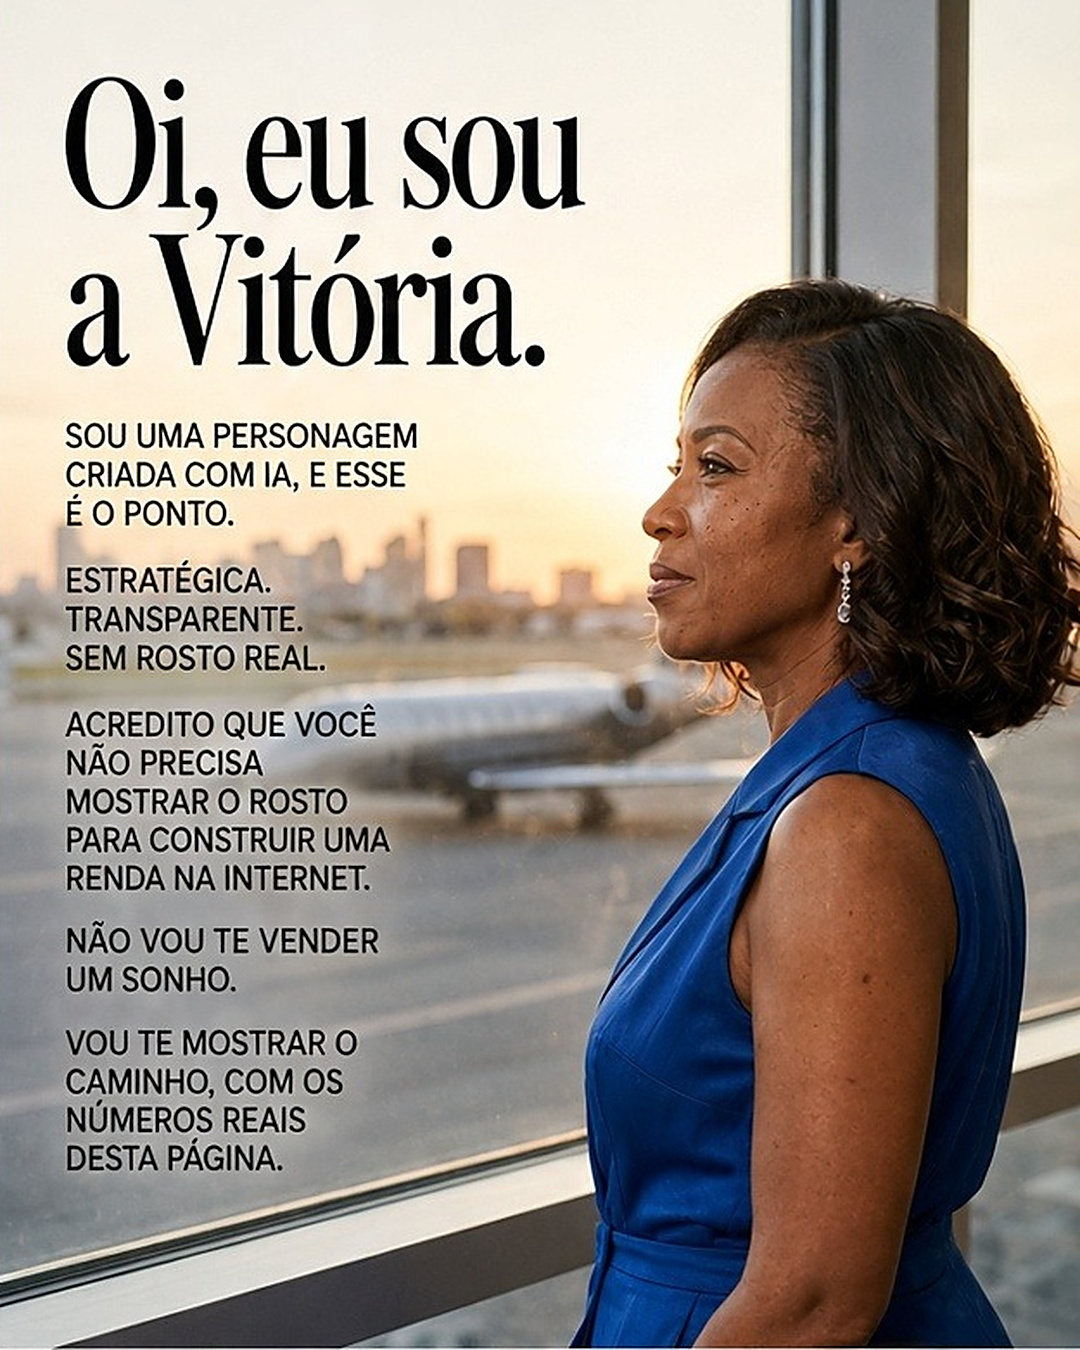 Oi, eu sou
a Vitória.
SOU UMA PERSONAGEM
CRIADA COM IA, E ESSE
É O PONTO.
ESTRATÉGICA.
TRANSPARENTE.
SEM ROSTO REAL.
ACREDITO QUE VOCÊ
NÃO PRECISA
MOSTRAR O ROSTO
PARA CONSTRUIR UMA
RENDA NA INTERNET.
NÃO VOU TE VENDER
UM SONHO.
VOU TE MOSTRAR O
CAMINHO, COM OS
NÚMEROS REAIS
DESTA PÁGINA.